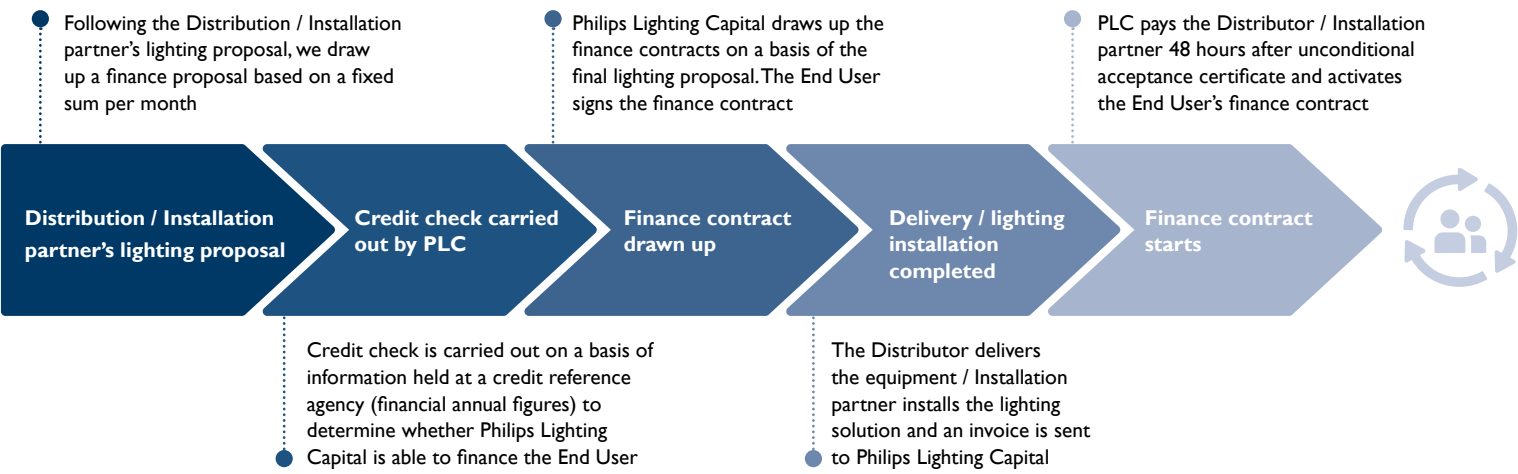 Following the Distribution / Installation
partner's lighting proposal, we draw
up a finance proposal based on a fixed
sum per month
Philips Lighting Capital draws up the
finance contracts on a basis of the
final lighting proposal. The End User
signs the finance contract
PLC pays the Distributor / Installation
partner 48 hours after unconditional
acceptance certificate and activates
the End User's finance contract
Distribution / Installation
partner's lighting proposal
Credit check carried
out by PLC
Finance contract
drawn up
Delivery / lighting
installation
completed
Finance contract
starts
Credit check is carried out on a basis of
information held at a credit reference
agency (financial annual figures) to
determine whether Philips Lighting
Capital is able to finance the End User
The Distributor delivers
the equipment / Installation
partner installs the lighting
solution and an invoice is sent
to Philips Lighting Capital